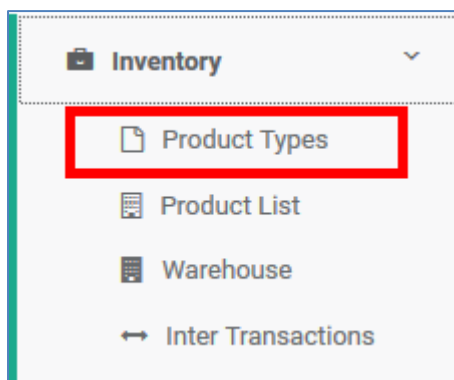 Inventory
Product Types
Product List
Warehouse
Inter Transactions